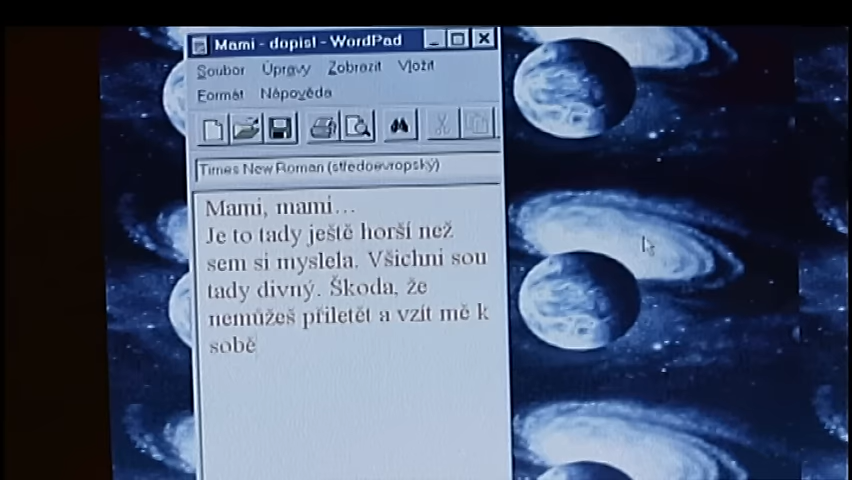 Mami - dopis! - WordPad
Soubor Úpravy Zobrazit Vložit
Formát Nápověda
Times New Roman (středoevropský)
Mami, mami...
Je to tady ještě horší než
sem si myslela. Všichni sou
tady divný. Škoda, že
nemůžeš přiletět a vzít mě k
sobě